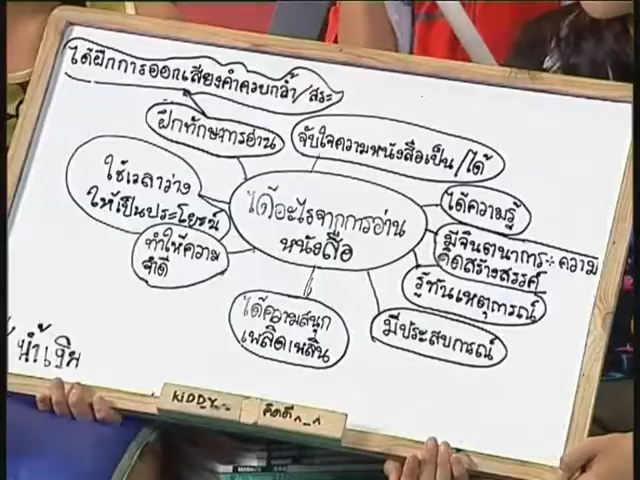 ได้ฝึกการออกเสียงคำควบกล้ำ/สระ
ฝึกทักษะการอ่าน
จับใจความหนังสือเป็น/ได้
ใช้เวลาว่าง
ให้เป็นประโยชน์
ได้อะไรจากการอ่าน
หนังสือ
ได้ความรู้
มีจินตนาการ+ความ
คิดสร้างสรรค์
ทำให้ความ
จำดี
รู้ทันเหตุการณ์
ได้ความสนุก
เพลิดเพลิน
มีประสบการณ์
น้ำเงิน
KIDDY
คิดดี^_^